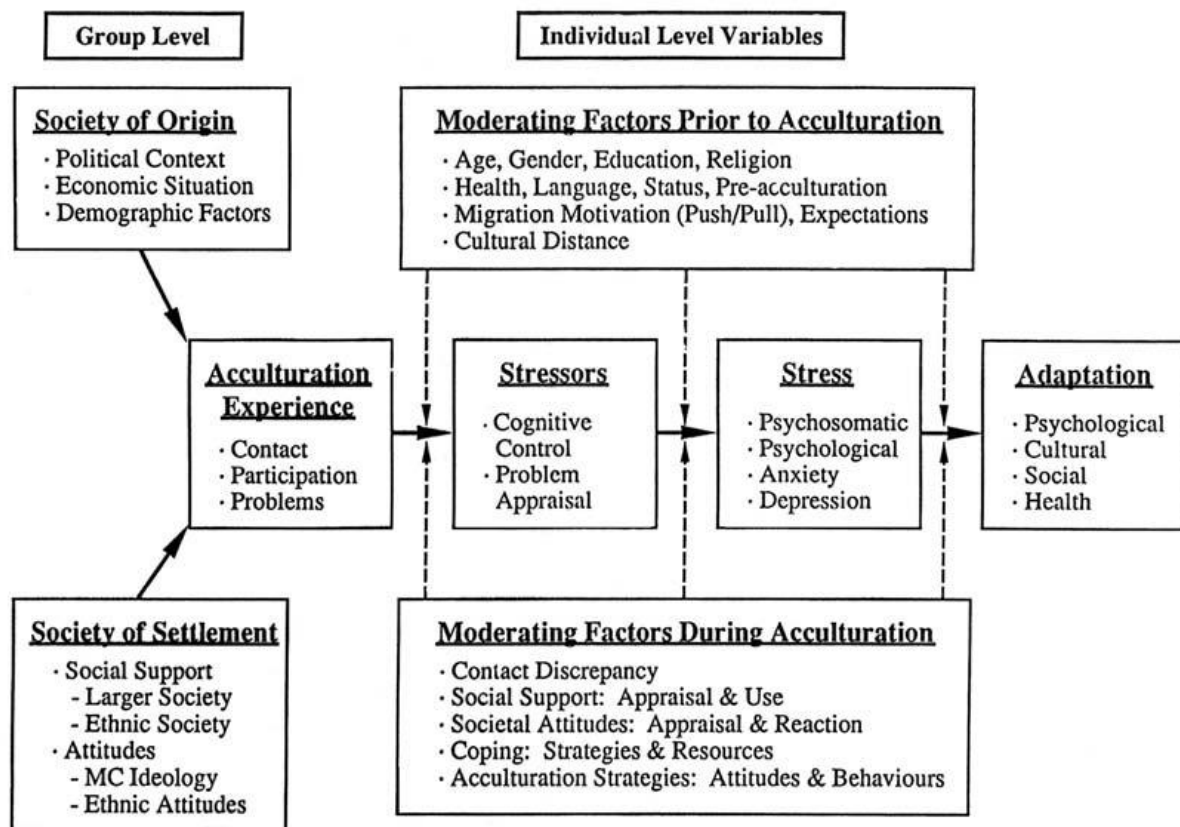 Group Level
Individual Level Variables
Society of Origin
· Political Context
· Economic Situation
· Demographic Factors
Moderating Factors Prior to Acculturation
· Age, Gender, Education, Religion
· Health, Language, Status, Pre-acculturation
· Migration Motivation (Push/Pull), Expectations
· Cultural Distance
Acculturation
Experience
· Contact
· Participation
· Problems
Stressors
· Cognitive
Control
· Problem
Appraisal
Stress
· Psychosomatic
· Psychological
· Anxiety
· Depression
Adaptation
· Psychological
· Cultural
· Social
· Health
Society of Settlement
· Social Support
- Larger Society
- Ethnic Society
· Attitudes
- MC Ideology
- Ethnic Attitudes
Moderating Factors During Acculturation
· Contact Discrepancy
· Social Support: Appraisal & Use
· Societal Attitudes: Appraisal & Reaction
· Coping: Strategies & Resources
· Acculturation Strategies: Attitudes & Behaviours